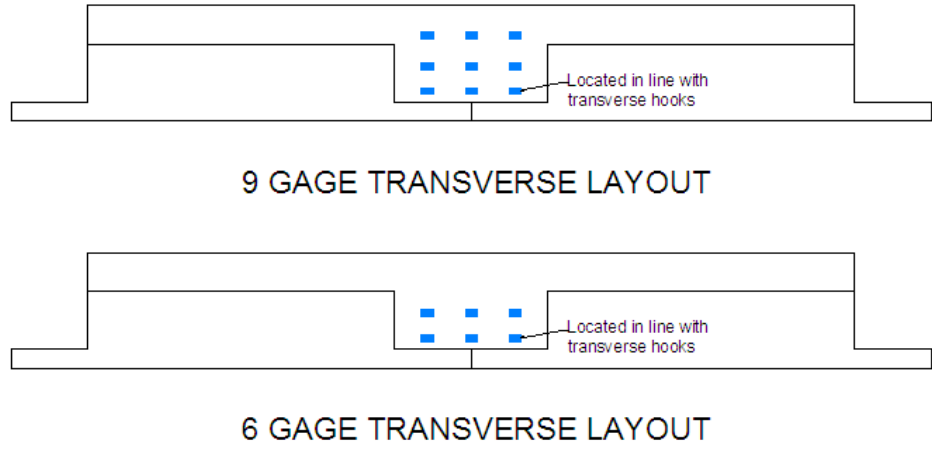 Located in line with
transverse hooks
9 GAGE TRANSVERSE LAYOUT
Located in line with
transverse hooks
6 GAGE TRANSVERSE LAYOUT